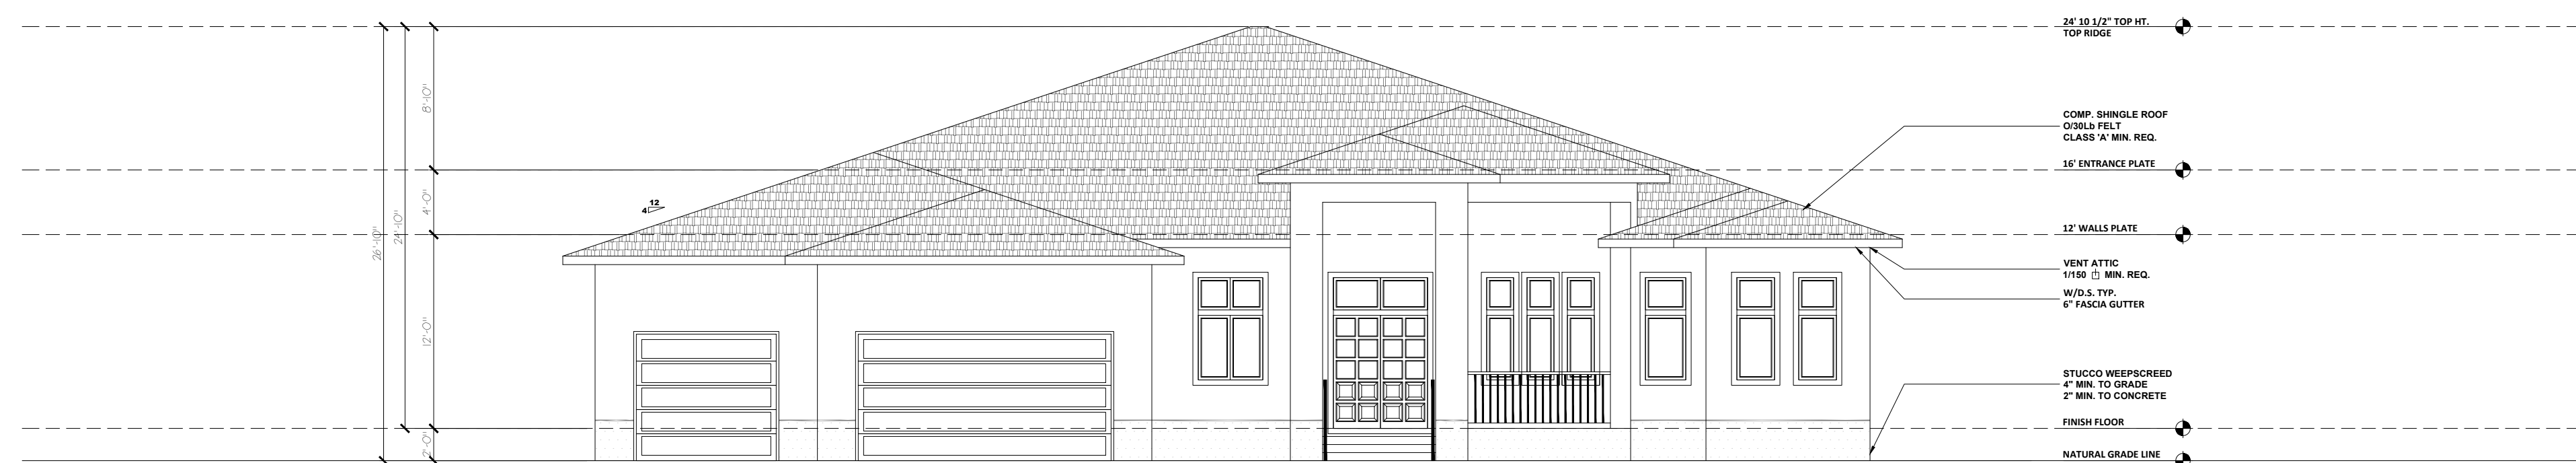 24' 10 1/2" TOP HT.
TOP RIDGE
8'-10"
COMP. SHINGLE ROOF
O/30Lb FELT
CLASS 'A' MIN. REQ.
16' ENTRANCE PLATE
12
4
4'-0"
24'-10"
26'-10"
12' WALLS PLATE
VENT ATTIC
1/150 MIN. REQ.
W/D.S. TYP.
6" FASCIA GUTTER
12'-0"
STUCCO WEEPSCREED
4" MIN. TO GRADE
2" MIN. TO CONCRETE
FINISH FLOOR
2'-0"
NATURAL GRADE LINE